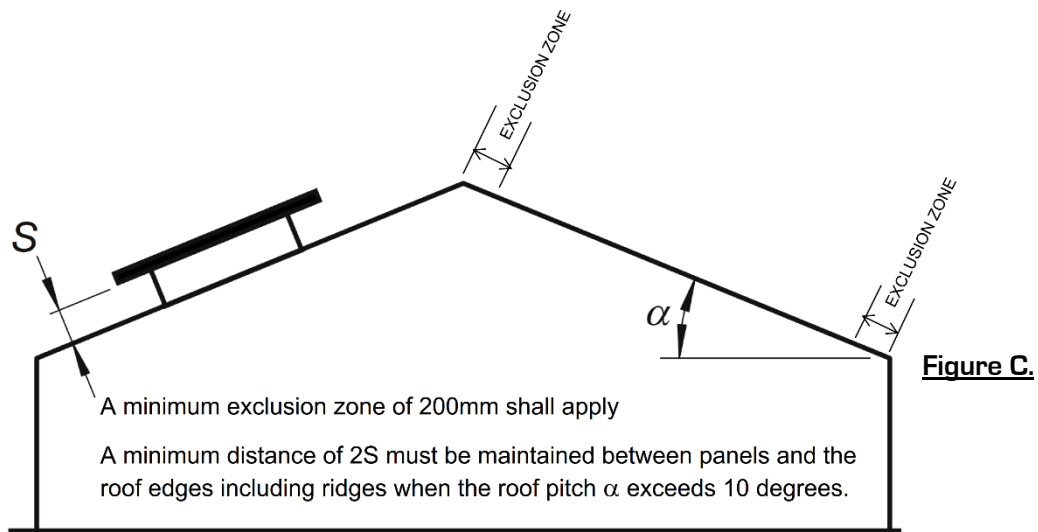 EXCLUSION ZONE
S
EXCLUSION ZONE
α
Figure C.
A minimum exclusion zone of 200mm shall apply
A minimum distance of 2S must be maintained between panels and the
roof edges including ridges when the roof pitch α exceeds 10 degrees.